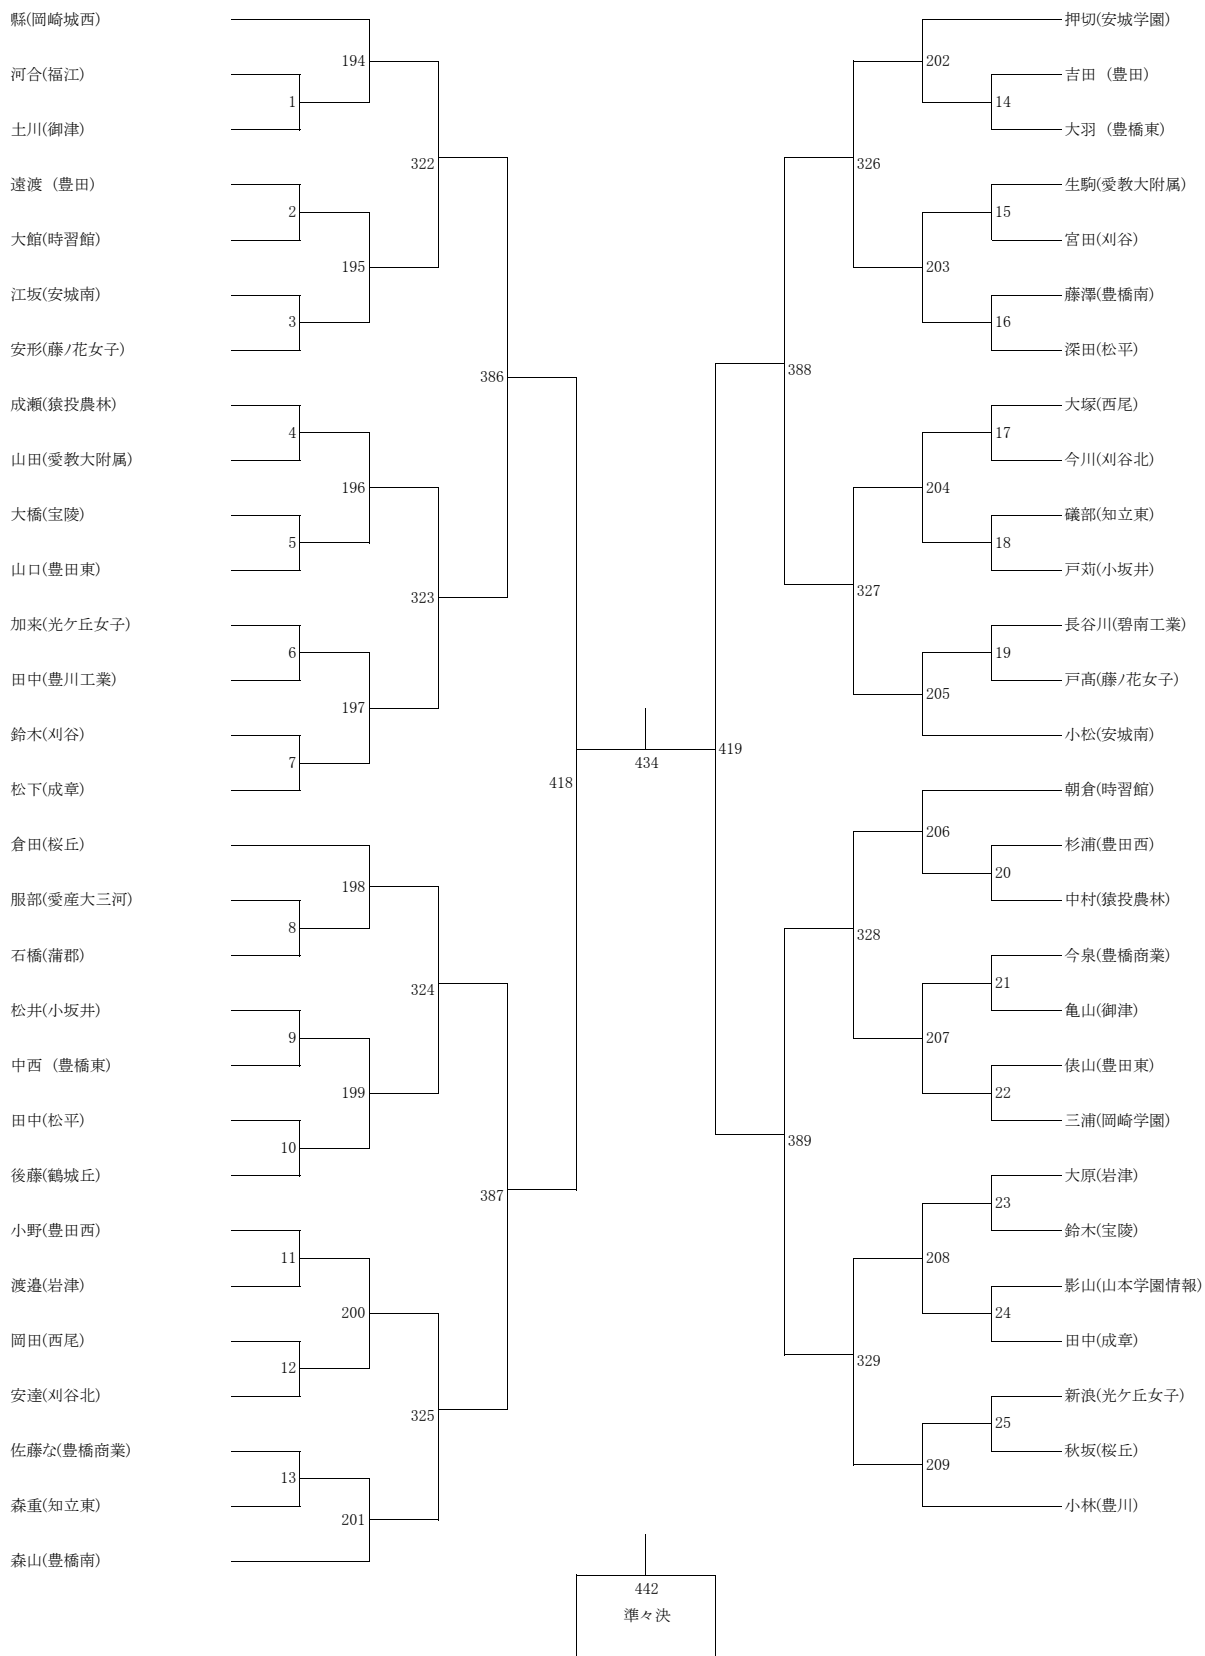 縣(岡崎城西)
194
河合(福江)
1
土川(御津)
322
遠渡 (豊田)
2
大館(時習館)
195
江坂(安城南)
3
安形(藤ノ花女子)
386
成瀬(猿投農林)
4
山田(愛教大附属)
196
大橋(宝陵)
5
山口(豊田東)
323
加来(光ケ丘女子)
6
田中(豊川工業)
197
鈴木(刈谷)
7
松下(成章)
418
倉田(桜丘)
198
服部(愛産大三河)
8
石橋(蒲郡)
324
松井(小坂井)
9
中西 (豊橋東)
199
田中(松平)
10
後藤(鶴城丘)
387
小野(豊田西)
11
渡邉(岩津)
200
岡田(西尾)
12
安達(刈谷北)
325
佐藤な(豊橋商業)
13
森重(知立東)
201
森山(豊橋南)
434
押切(安城学園)
202
吉田 (豊田)
14
大羽 (豊橋東)
326
生駒(愛教大附属)
15
宮田(刈谷)
203
藤澤(豊橋南)
16
深田(松平)
388
大塚(西尾)
17
今川(刈谷北)
204
礒部(知立東)
18
戸苅(小坂井)
327
長谷川(碧南工業)
19
戸髙(藤ノ花女子)
205
小松(安城南)
419
朝倉(時習館)
206
杉浦(豊田西)
20
中村(猿投農林)
328
今泉(豊橋商業)
21
亀山(御津)
207
俵山(豊田東)
22
三浦(岡崎学園)
389
大原(岩津)
23
鈴木(宝陵)
208
影山(山本学園情報)
24
田中(成章)
329
新浪(光ケ丘女子)
25
秋坂(桜丘)
209
小林(豊川)
442
準々決